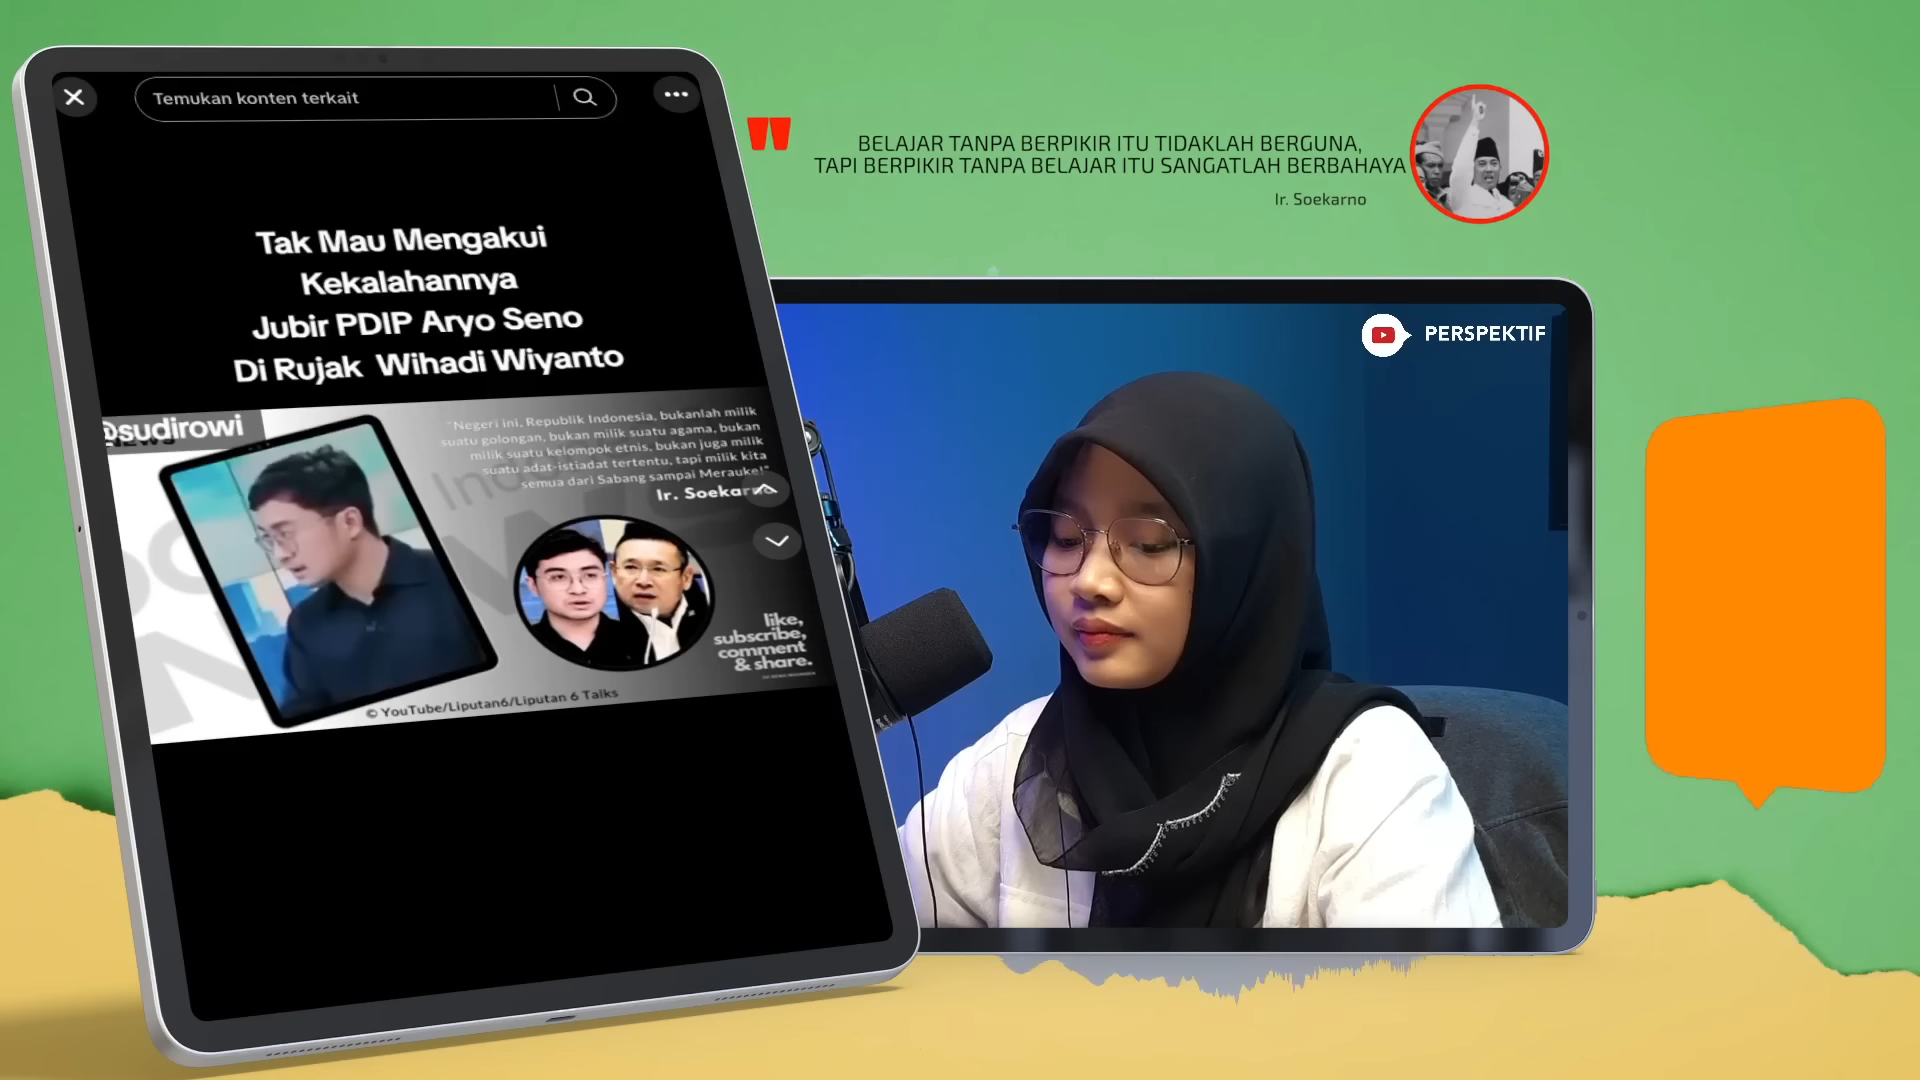 Temukan konten terkait
Tak Mau Mengakui
Kekalahannya
Jubir PDIP Aryo Seno
Di Rujak Wihadi Wiyanto
@sudirowi
"Negeri ini, Republik Indonesia, bukanlah milik
suatu golongan, bukan milik suatu agama, bukan
milik suatu kelompok etnis, bukan juga milik
suatu adat-istiadat tertentu, tapi milik kita
semua dari Sabang sampai Merauke!"
Ir. Soekarno
like,
subscribe,
comment
& share.
© YouTube/Liputan6/Liputan 6 Talks
"
BELAJAR TANPA BERPIKIR ITU TIDAKLAH BERGUNA,
TAPI BERPIKIR TANPA BELAJAR ITU SANGATLAH BERBAHAYA
Ir. Soekarno
PERSPEKTIF